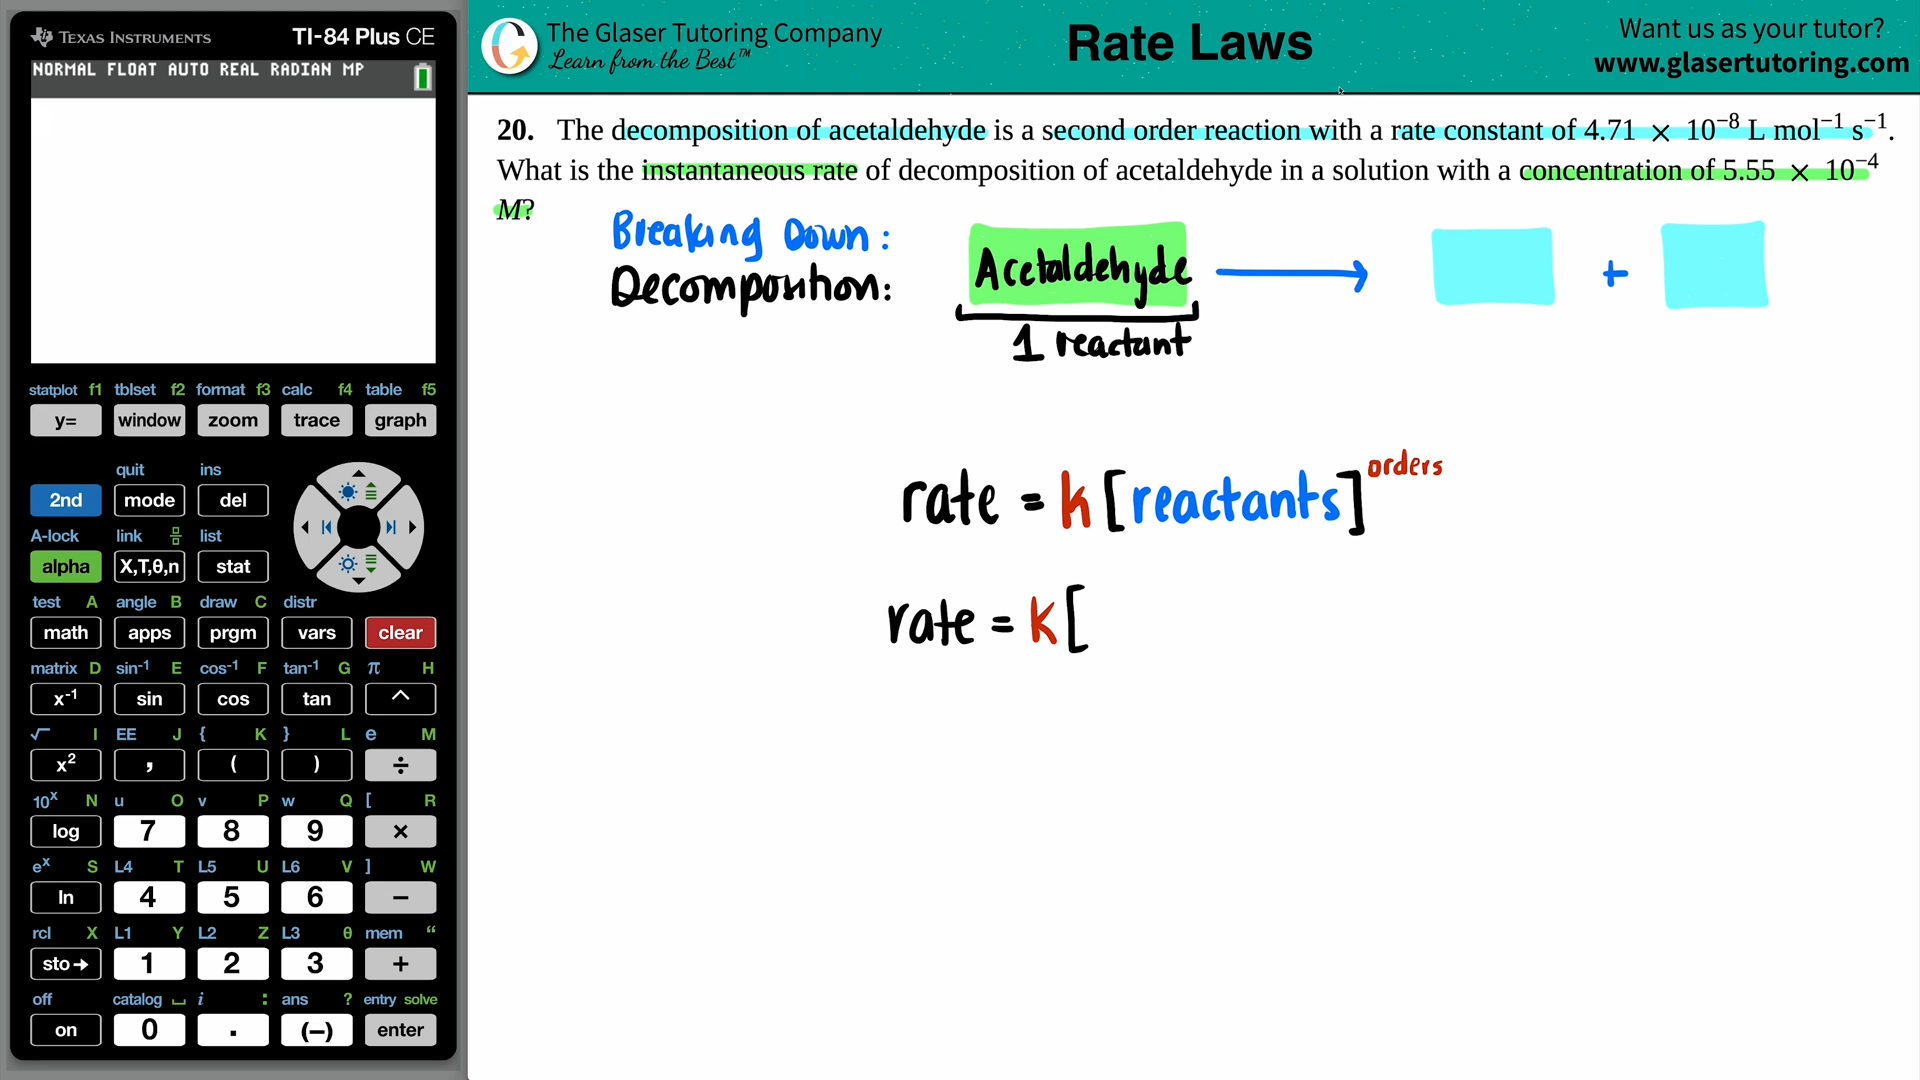 TEXAS INSTRUMENTS TI-84 Plus CE
NORMAL FLOAT AUTO REAL RADIAN MP
statplot f1 tblset f2 format f3 calc f4 table f5
y= window zoom trace graph
quit ins
2nd mode del
A-lock link list
alpha X,T,θ,n stat
test A angle B draw C distr
math apps prgm vars clear
matrix D sin⁻¹ E cos⁻¹ F tan⁻¹ G π H
x⁻¹ sin cos tan ^
√ I EE J { K } L e M
x² , ( ) ÷
10ˣ N u O v P w Q [ R
log 7 8 9 ×
eˣ S L4 T L5 U L6 V ] W
ln 4 5 6 −
rcl X L1 Y L2 Z L3 θ mem “
sto→ 1 2 3 +
off catalog ␣ i : ans ? entry solve
on 0 . (−) enter
The Glaser Tutoring Company
Learn from the Best™
Rate Laws
Want us as your tutor?
www.glasertutoring.com
20. The decomposition of acetaldehyde is a second order reaction with a rate constant of 4.71 × 10⁻⁸ L mol⁻¹ s⁻¹.
What is the instantaneous rate of decomposition of acetaldehyde in a solution with a concentration of 5.55 × 10⁻⁴
M?
Breaking Down:
Decomposition: Acetaldehyde → +
1 reactant
rate = k[reactants]^orders
rate = k[